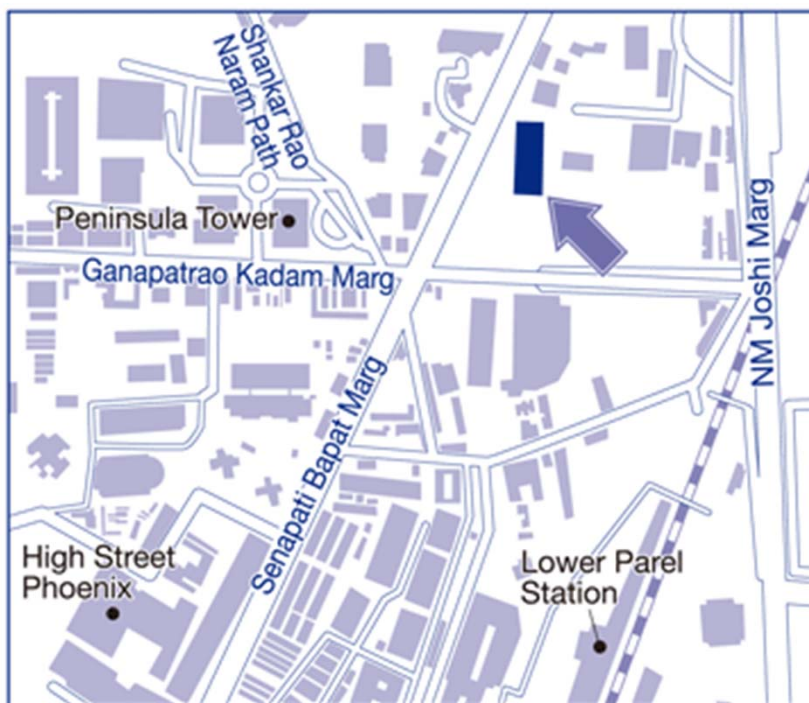 Shankar Rao
Naram Path
Peninsula Tower
Ganapatrao Kadam Marg
NM Joshi Marg
Senapati Bapat Marg
High Street
Phoenix
Lower Parel
Station